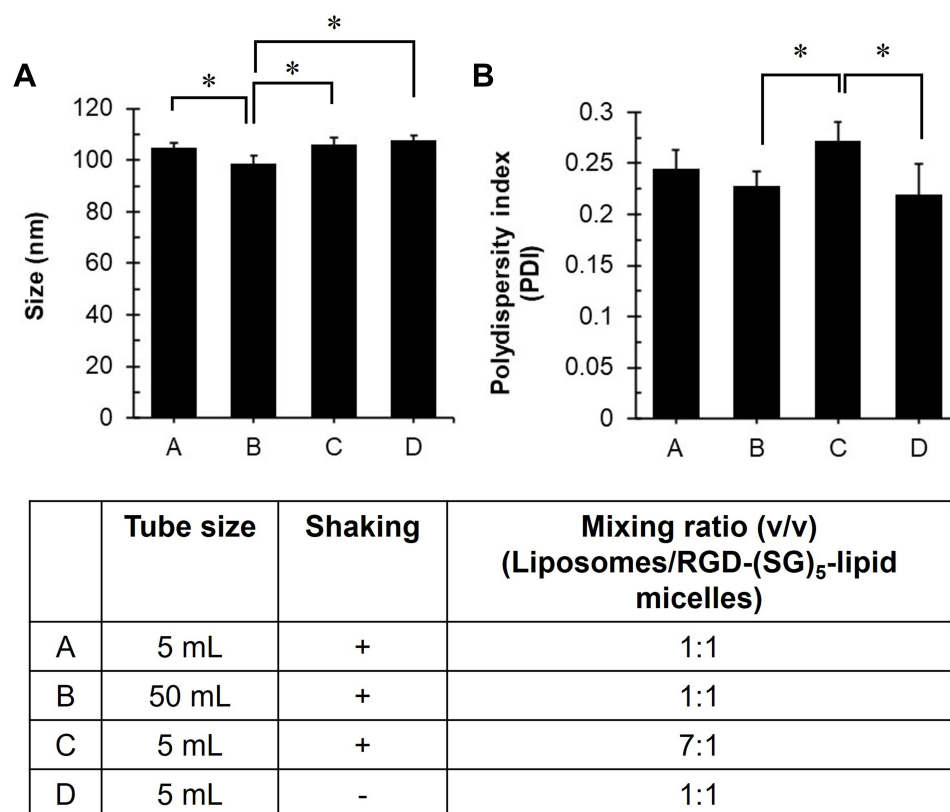 A
*
*
*
Size (nm)
120
100
80
60
40
20
0
A B C D
B
*
*
Polydispersity index
(PDI)
0.3
0.25
0.2
0.15
0.1
0.05
0
A B C D
Tube size Shaking Mixing ratio (v/v)
(Liposomes/RGD-(SG)₅-lipid
micelles)
A 5 mL + 1:1
B 50 mL + 1:1
C 5 mL + 7:1
D 5 mL - 1:1